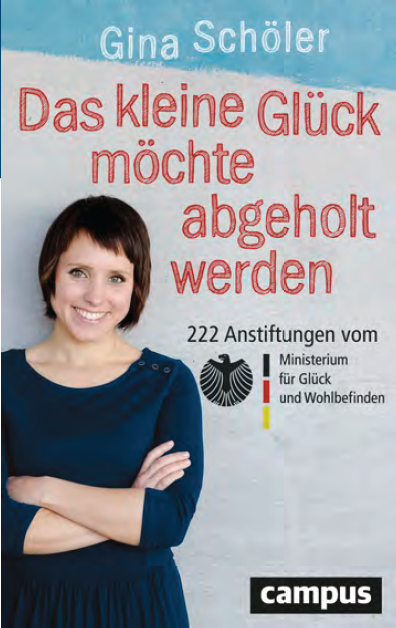 Gina Schöler
Das kleine Glück
möchte
abgeholt
werden
222 Anstiftungen vom
Ministerium
für Glück
und Wohlbefinden
campus